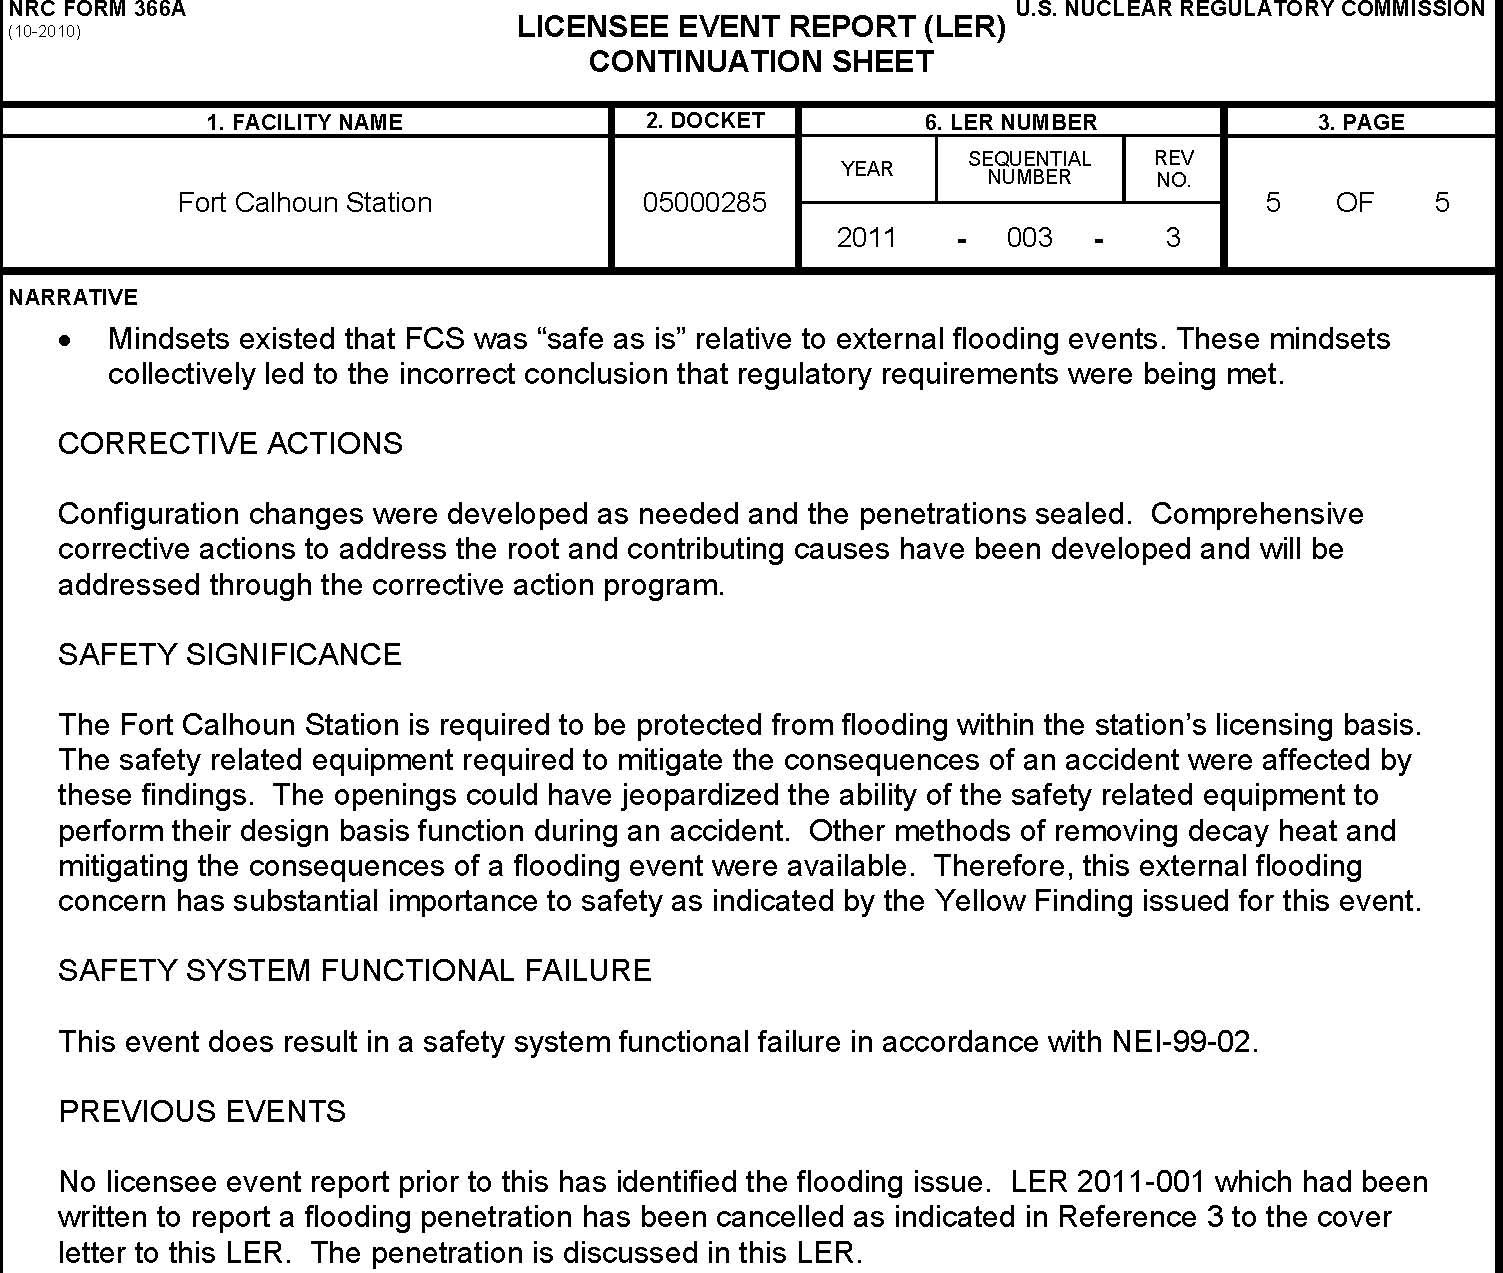 NRC FORM 366A
(10-2010)
U.S. NUCLEAR REGULATORY COMMISSION
LICENSEE EVENT REPORT (LER)
CONTINUATION SHEET
1. FACILITY NAME
2. DOCKET
6. LER NUMBER
3. PAGE
Fort Calhoun Station
05000285
YEAR
SEQUENTIAL
NUMBER
REV
NO.
2011 - 003 - 3
5 OF 5
NARRATIVE
• Mindsets existed that FCS was “safe as is” relative to external flooding events. These mindsets
collectively led to the incorrect conclusion that regulatory requirements were being met.
CORRECTIVE ACTIONS
Configuration changes were developed as needed and the penetrations sealed. Comprehensive
corrective actions to address the root and contributing causes have been developed and will be
addressed through the corrective action program.
SAFETY SIGNIFICANCE
The Fort Calhoun Station is required to be protected from flooding within the station’s licensing basis.
The safety related equipment required to mitigate the consequences of an accident were affected by
these findings. The openings could have jeopardized the ability of the safety related equipment to
perform their design basis function during an accident. Other methods of removing decay heat and
mitigating the consequences of a flooding event were available. Therefore, this external flooding
concern has substantial importance to safety as indicated by the Yellow Finding issued for this event.
SAFETY SYSTEM FUNCTIONAL FAILURE
This event does result in a safety system functional failure in accordance with NEI-99-02.
PREVIOUS EVENTS
No licensee event report prior to this has identified the flooding issue. LER 2011-001 which had been
written to report a flooding penetration has been cancelled as indicated in Reference 3 to the cover
letter to this LER. The penetration is discussed in this LER.